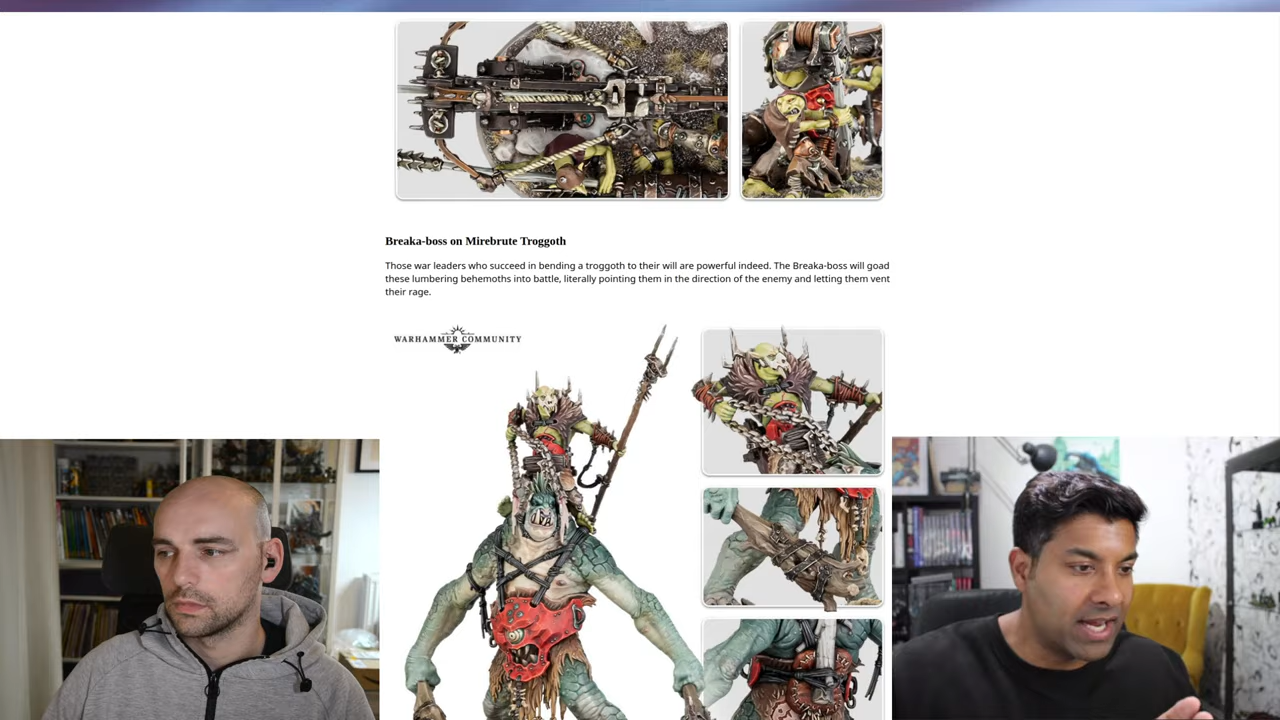 Breaka-boss on Mirebrute Troggoth
Those war leaders who succeed in bending a troggoth to their will are powerful indeed. The Breaka-boss will goad
these lumbering behemoths into battle, literally pointing them in the direction of the enemy and letting them vent
their rage.
WARHAMMER COMMUNITY